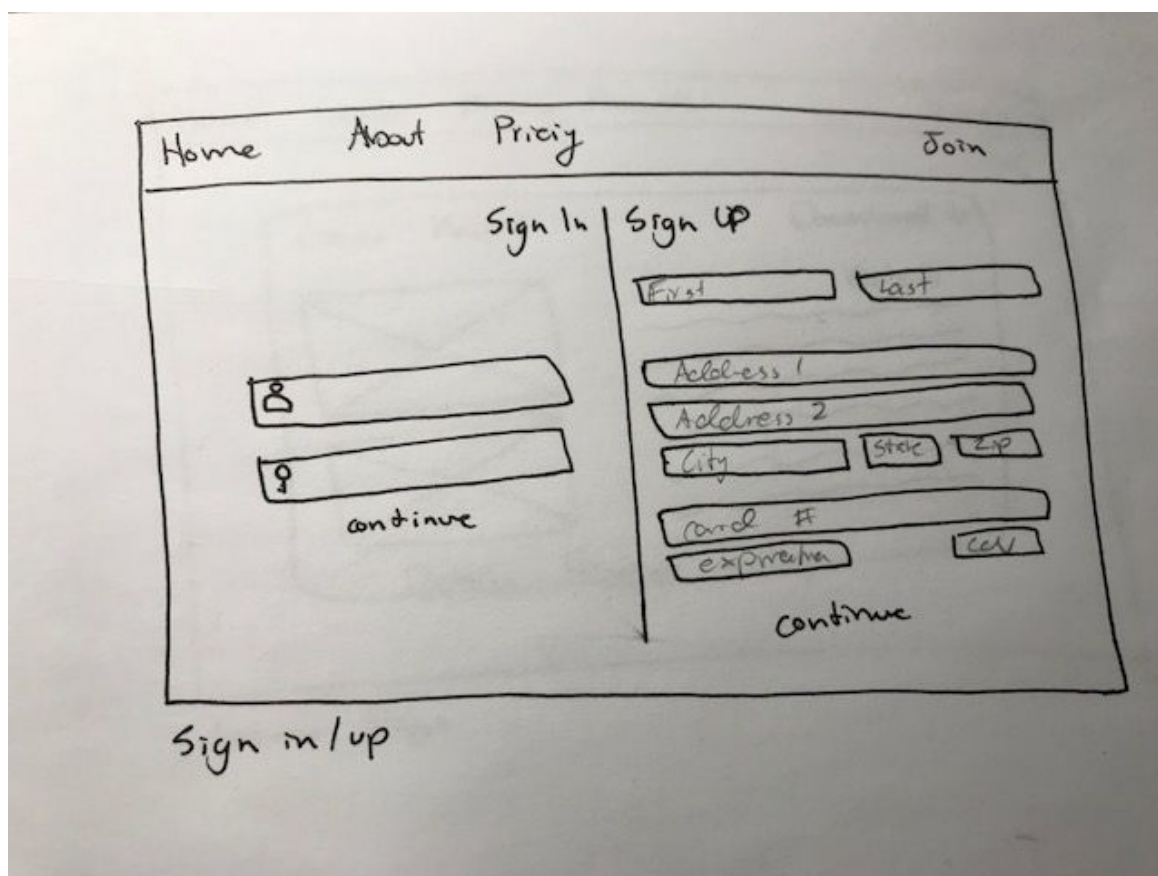 Home About Priciy Join
Sign In | Sign UP
First Last
Address 1
Address 2
City State Zip
card #
expiration ccv
continue
continue
Sign in/up